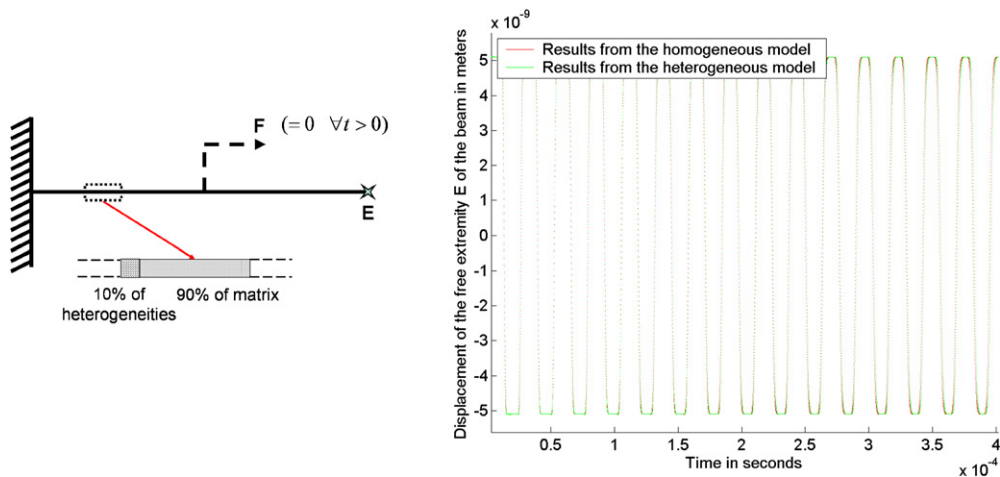 F (= 0 ∀t > 0)
E
10% of heterogeneities
90% of matrix
x 10⁻⁹
Results from the homogeneous model
Results from the heterogeneous model
Displacement of the free extremity E of the beam in meters
5
4
3
2
1
0
-1
-2
-3
-4
-5
0.5
1
1.5
2
2.5
3
3.5
4
Time in seconds
x 10⁻⁴